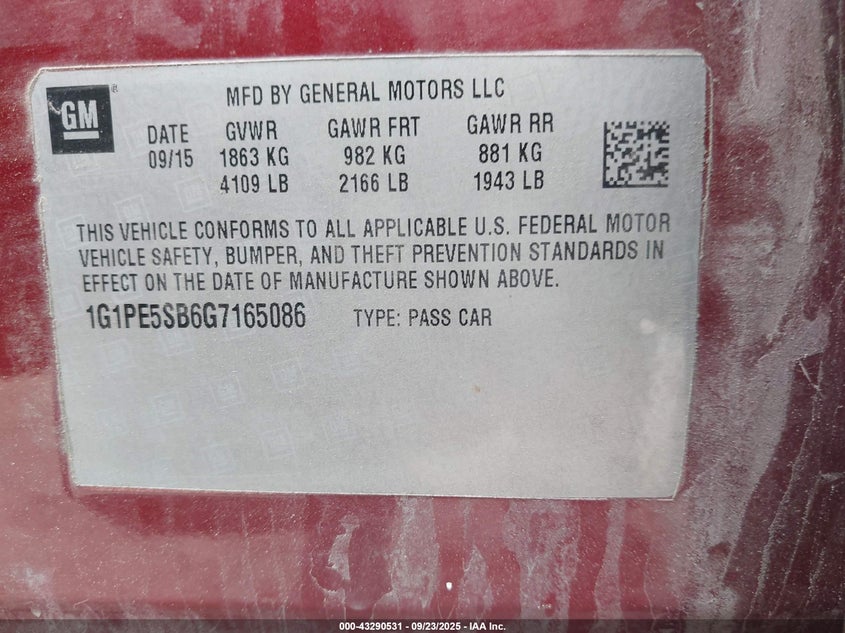 GM
MFD BY GENERAL MOTORS LLC
DATE GVWR GAWR FRT GAWR RR
09/15 1863 KG 982 KG 881 KG
4109 LB 2166 LB 1943 LB
THIS VEHICLE CONFORMS TO ALL APPLICABLE U.S. FEDERAL MOTOR
VEHICLE SAFETY, BUMPER, AND THEFT PREVENTION STANDARDS IN
EFFECT ON THE DATE OF MANUFACTURE SHOWN ABOVE.
1G1PE5SB6G7165086 TYPE: PASS CAR
000-43290531 - 09/23/2025 - IAA Inc.